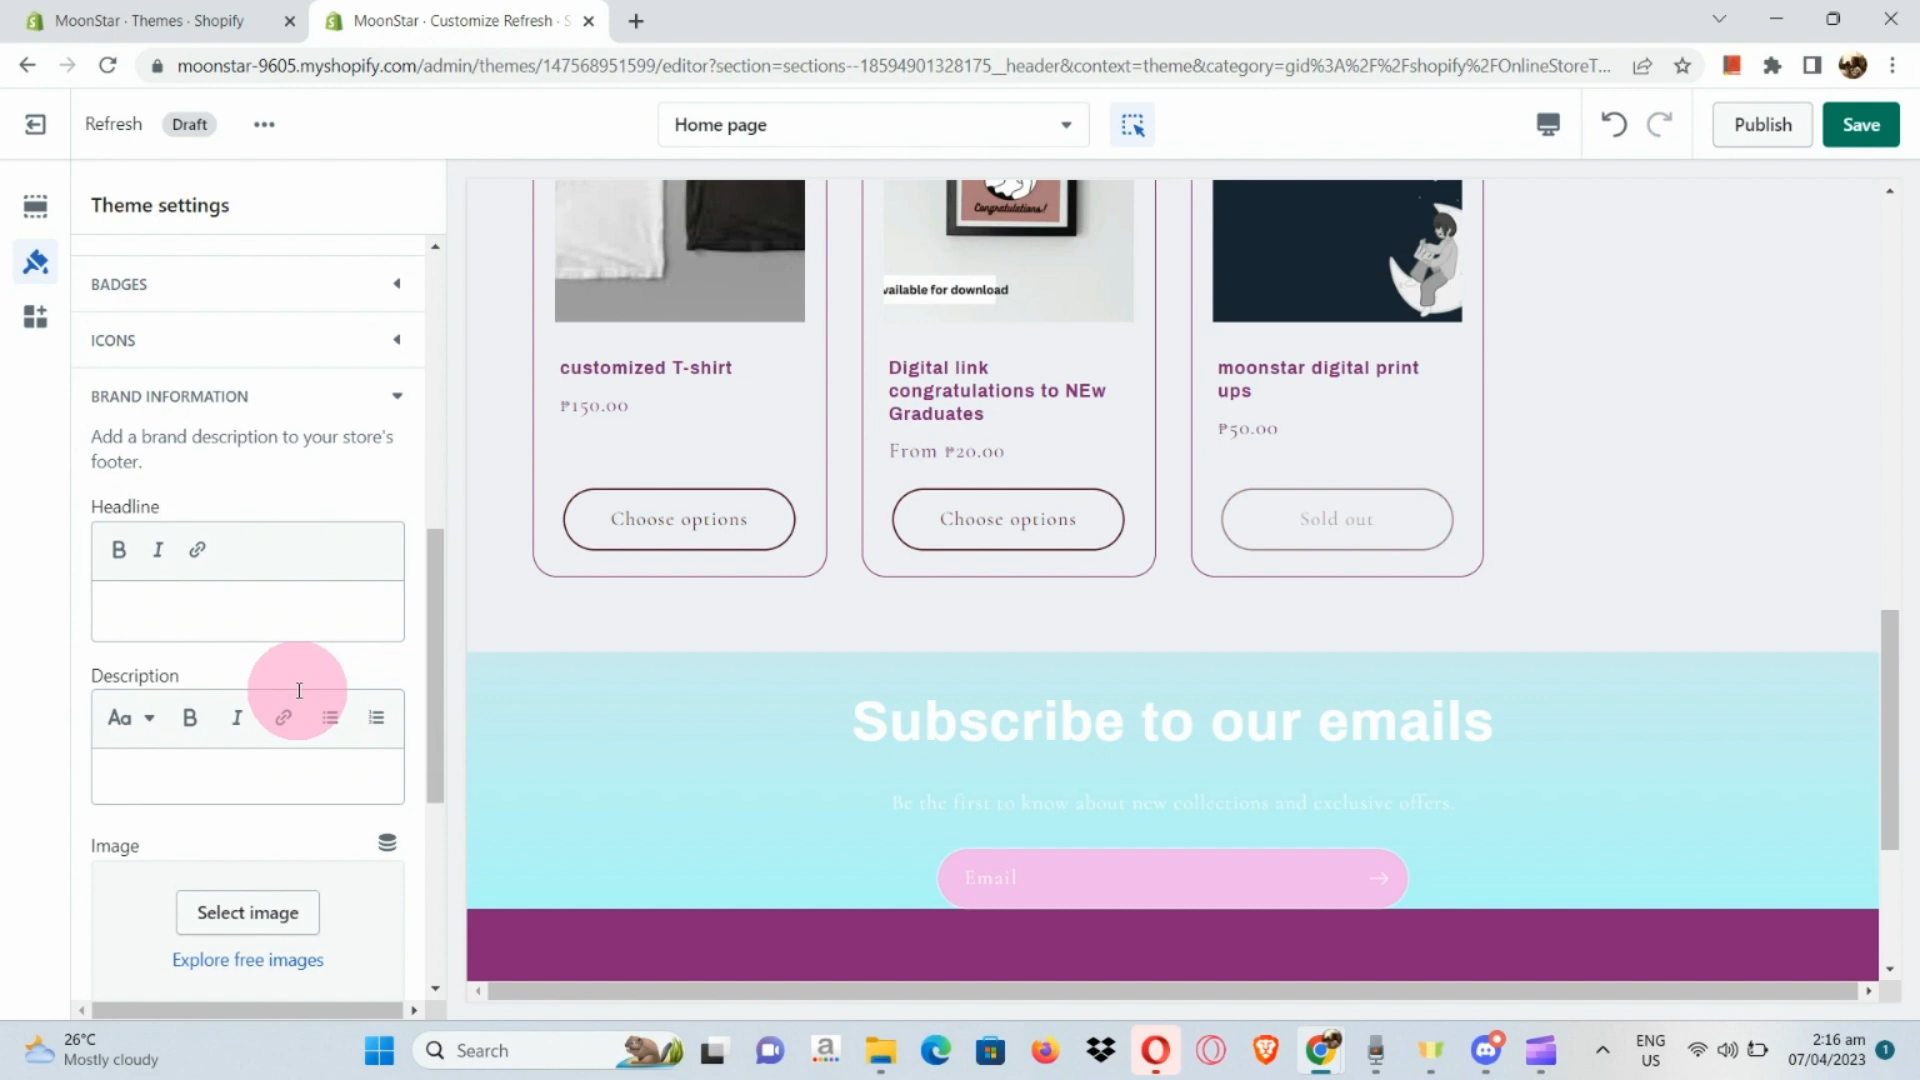 MoonStar · Themes · Shopify
MoonStar · Customize Refresh · S
moonstar-9605.myshopify.com/admin/themes/147568951599/editor?section=sections--18594901328175__header&context=theme&category=gid%3A%2F%2Fshopify%2FOnlineStoreT...
Refresh
Draft
Home page
Publish
Save
Theme settings
BADGES
ICONS
BRAND INFORMATION
Add a brand description to your store's
footer.
Headline
B I
Description
Aa B I
Image
Select image
Explore free images
Congratulations!
vailable for download
customized T-shirt
₱150.00
Choose options
Digital link
congratulations to NEw
Graduates
From ₱20.00
Choose options
moonstar digital print
ups
₱50.00
Sold out
Subscribe to our emails
Be the first to know about new collections and exclusive offers.
Email
26°C
Mostly cloudy
Search
a
ENG
US
2:16 am
07/04/2023
1